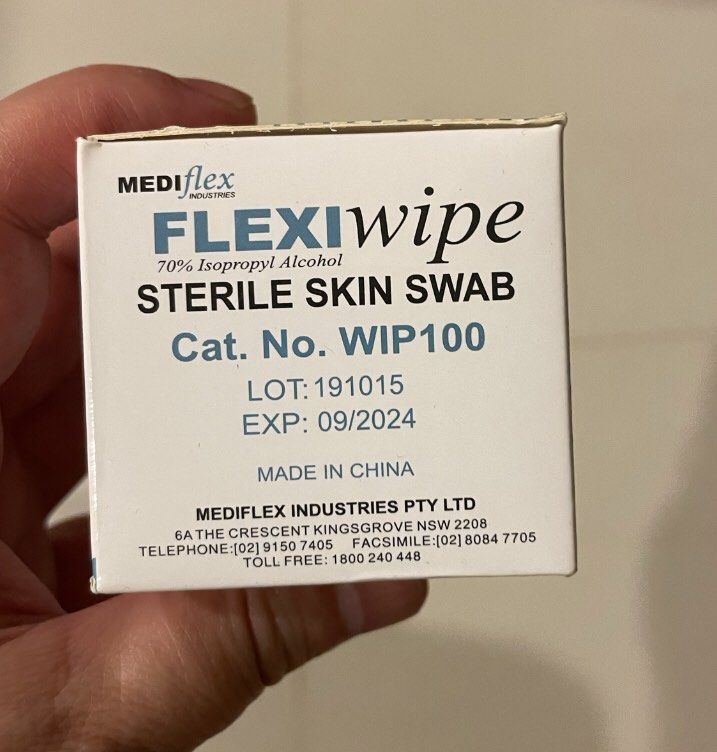 MEDIflex
INDUSTRIES
FLEXIwipe
70% Isopropyl Alcohol
STERILE SKIN SWAB
Cat. No. WIP100
LOT: 191015
EXP: 09/2024
MADE IN CHINA
MEDIFLEX INDUSTRIES PTY LTD
6A THE CRESCENT KINGSGROVE NSW 2208
TELEPHONE:[02] 9150 7405 FACSIMILE:[02] 8084 7705
TOLL FREE: 1800 240 448